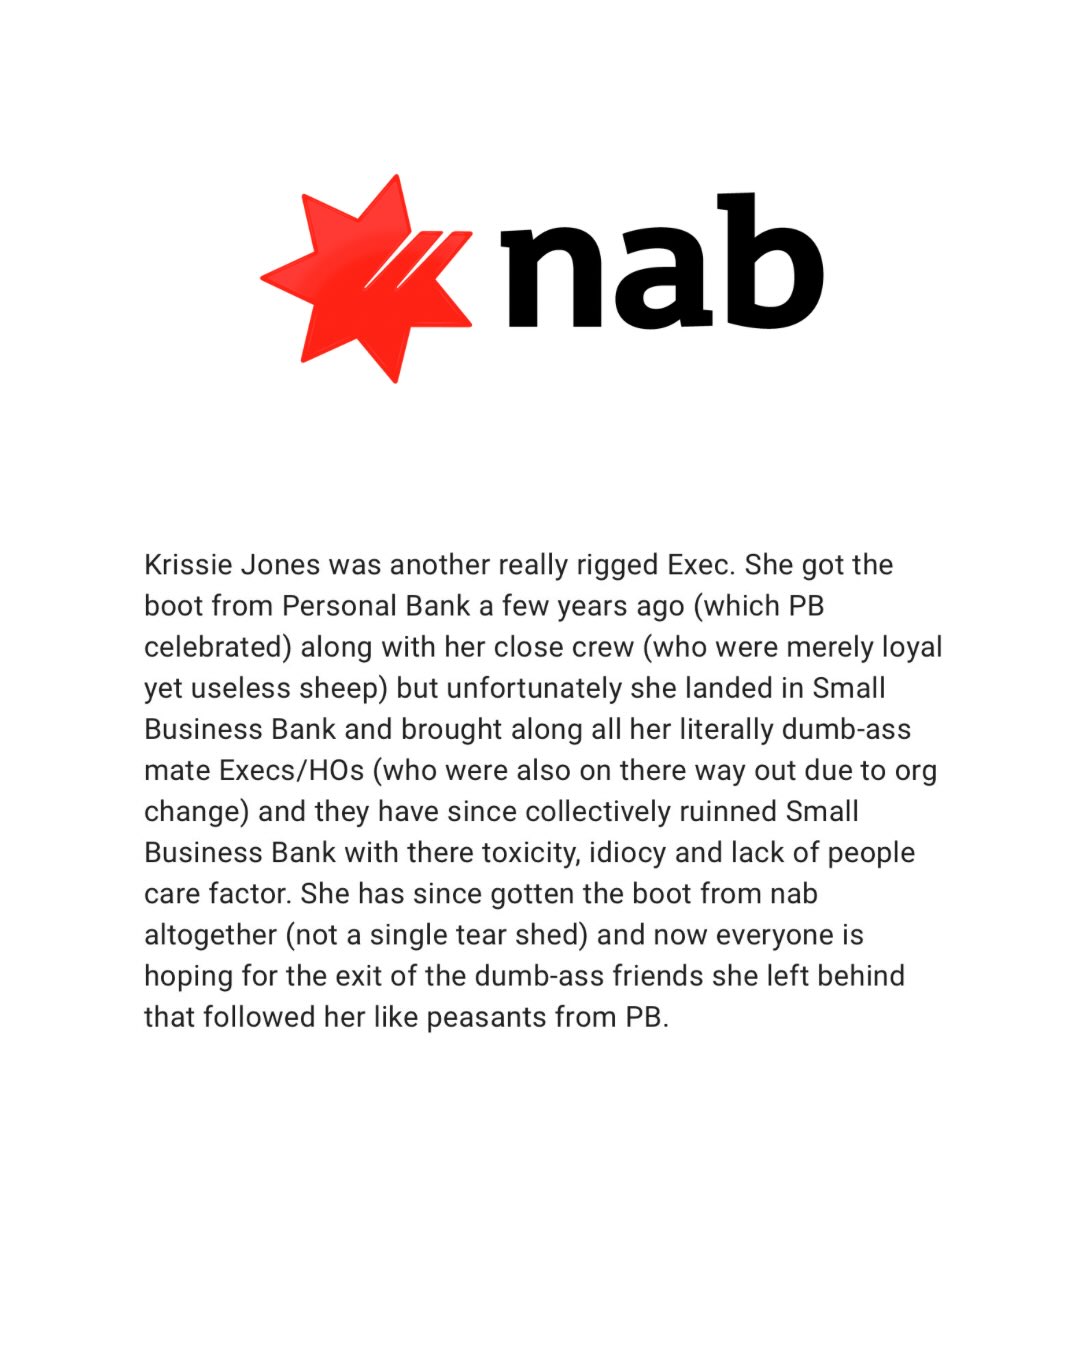 nab
Krissie Jones was another really rigged Exec. She got the
boot from Personal Bank a few years ago (which PB
celebrated) along with her close crew (who were merely loyal
yet useless sheep) but unfortunately she landed in Small
Business Bank and brought along all her literally dumb-ass
mate Execs/HOs (who were also on there way out due to org
change) and they have since collectively ruinned Small
Business Bank with there toxicity, idiocy and lack of people
care factor. She has since gotten the boot from nab
altogether (not a single tear shed) and now everyone is
hoping for the exit of the dumb-ass friends she left behind
that followed her like peasants from PB.